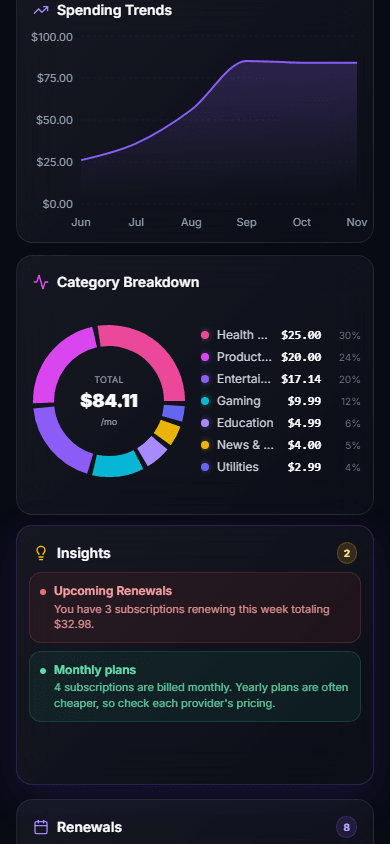 Spending Trends
$100.00
$75.00
$50.00
$25.00
$0.00
Jun Jul Aug Sep Oct Nov
Category Breakdown
TOTAL
$84.11
/mo
Health ... $25.00 30%
Product... $20.00 24%
Entertai... $17.14 20%
Gaming $9.99 12%
Education $4.99 6%
News & ... $4.00 5%
Utilities $2.99 4%
Insights 2
Upcoming Renewals
You have 3 subscriptions renewing this week totaling
$32.98.
Monthly plans
4 subscriptions are billed monthly. Yearly plans are often
cheaper, so check each provider's pricing.
Renewals 8